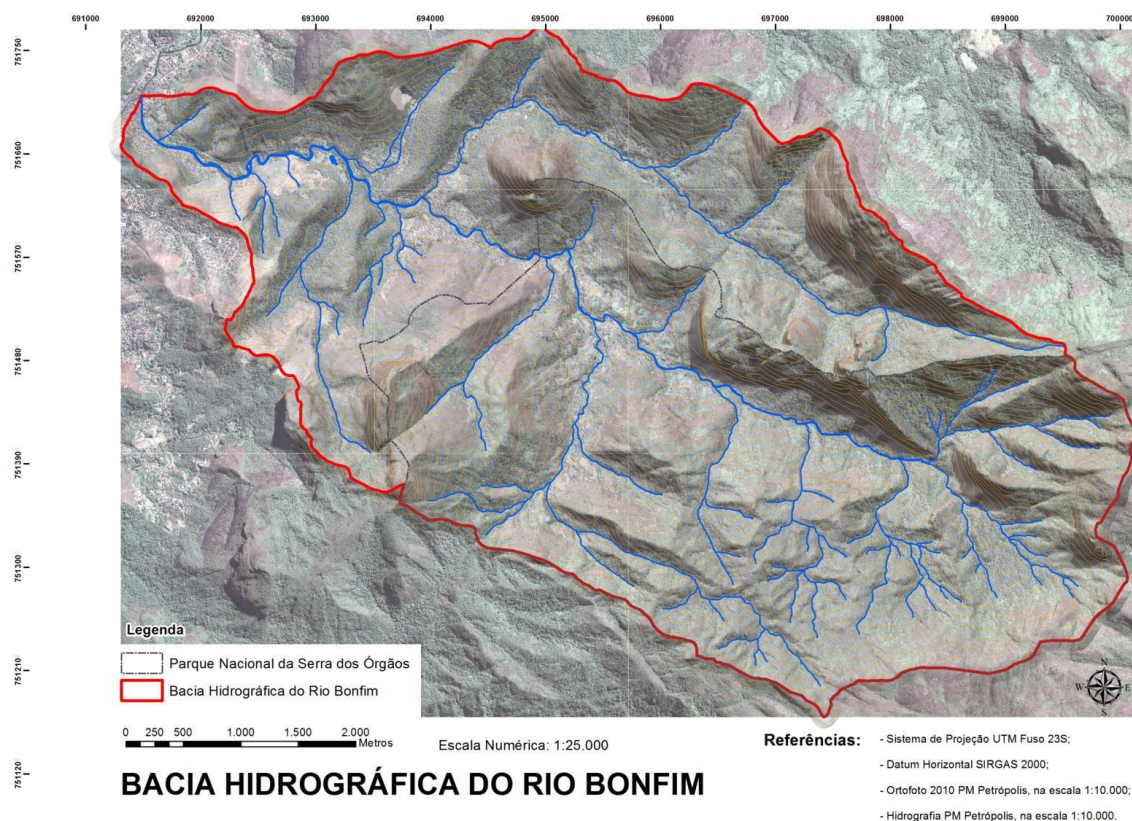 691000 692000 693000 694000 695000 696000 697000 698000 699000 70000
751750
751660
751570
751480
751390
751300
751210
751120
Legenda
Parque Nacional da Serra dos Órgãos
Bacia Hidrográfica do Rio Bonfim
N
W E
S
0 250 500 1.000 1.500 2.000
Metros
Escala Numérica: 1:25.000
BACIA HIDROGRÁFICA DO RIO BONFIM
Referências:
- Sistema de Projeção UTM Fuso 23S;
- Datum Horizontal SIRGAS 2000;
- Ortofoto 2010 PM Petrópolis, na escala 1:10.000;
- Hidrografia PM Petrópolis, na escala 1:10.000.